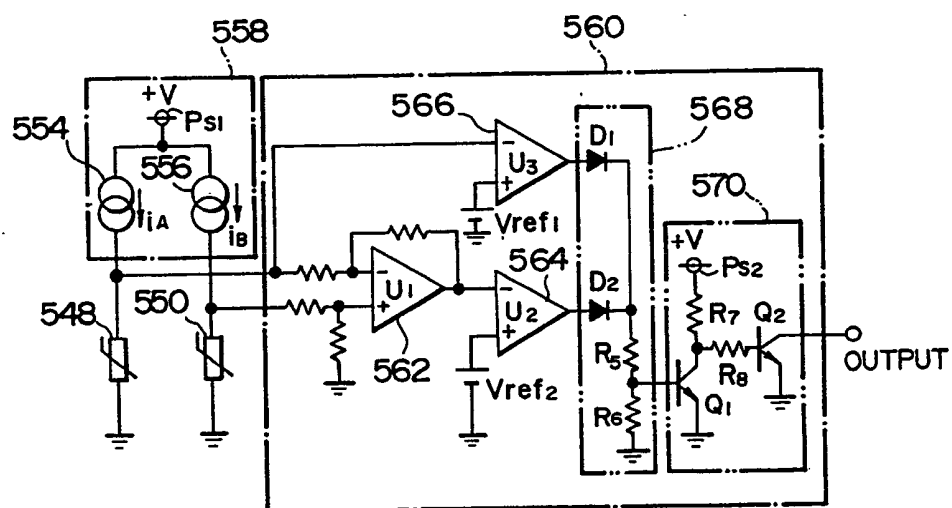 558
560
+V
Ps1
554
556
iA
iB
566
D1
568
U3
-
+
Vref1
570
+V
Ps2
548
550
-
U1
+
562
-
U2
+
564
D2
Vref2
R5
R6
R7
R8
Q2
Q1
OUTPUT